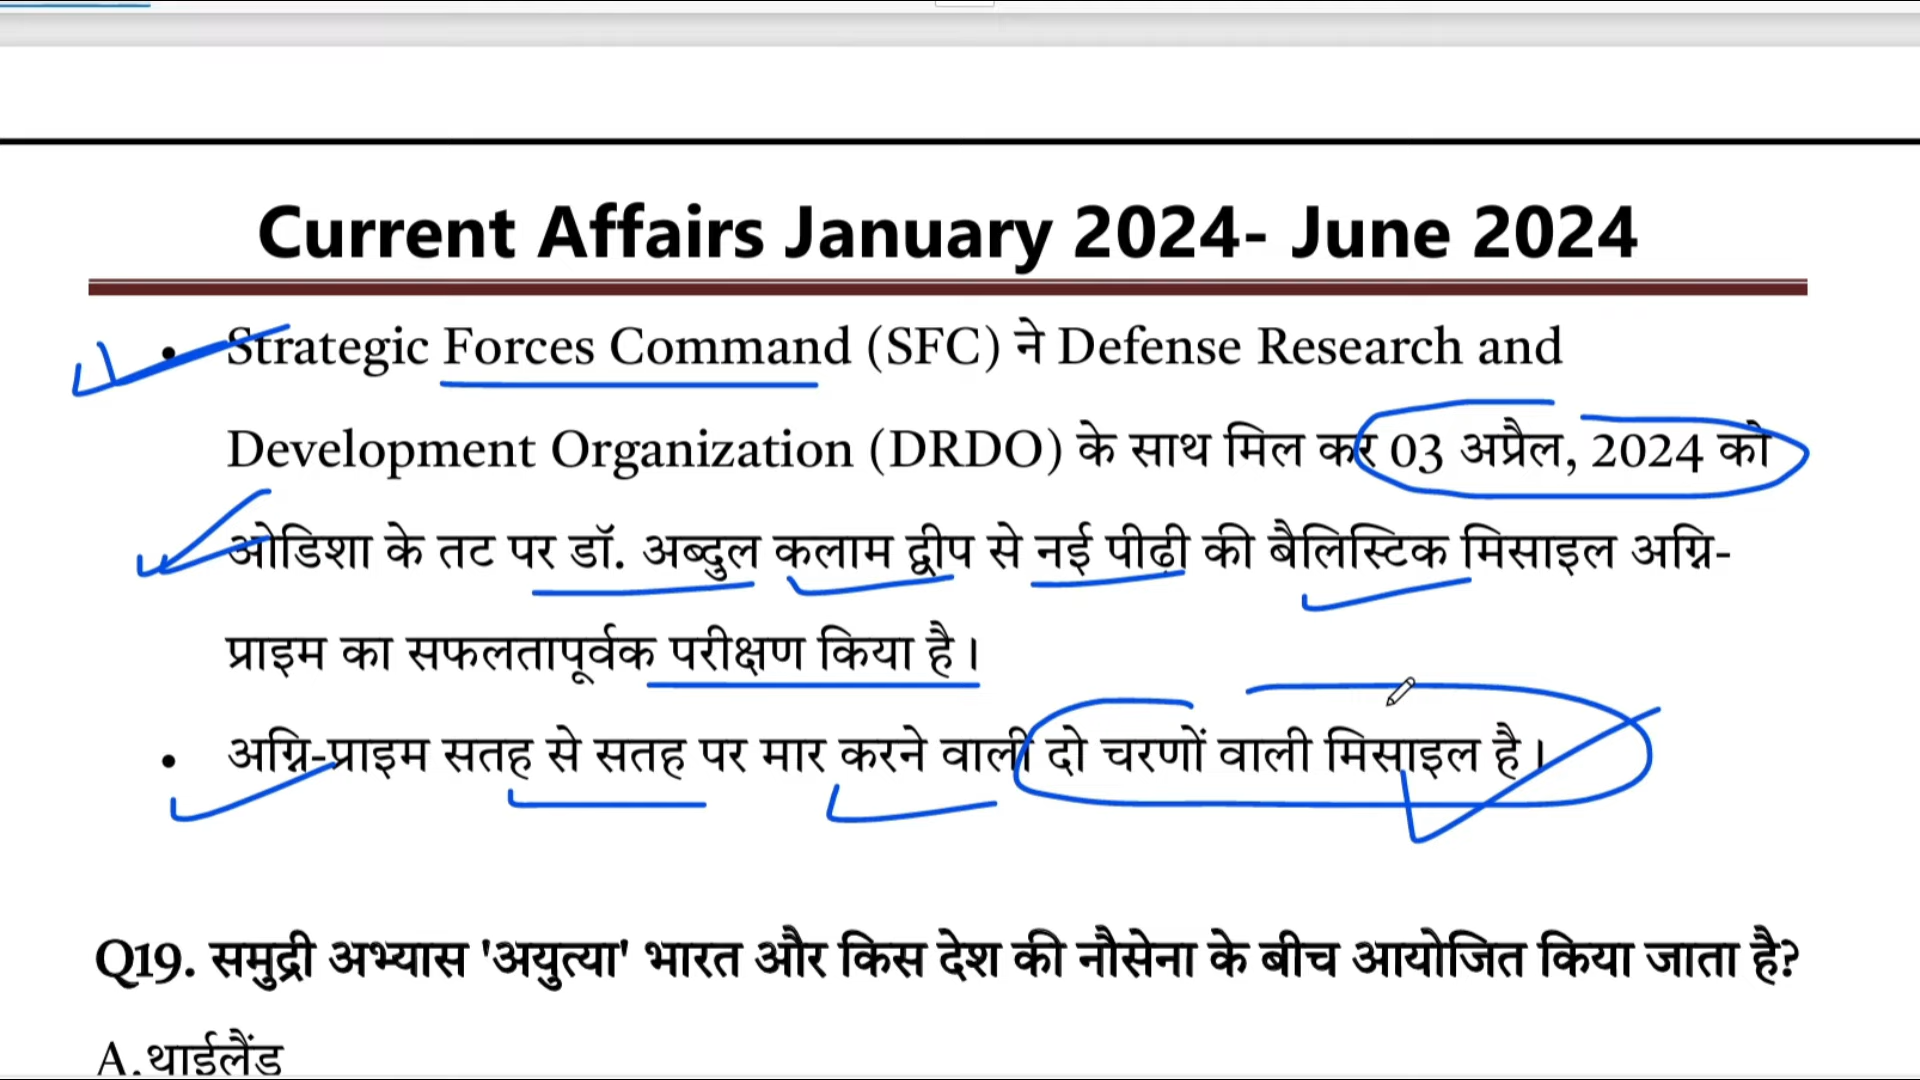 Current Affairs January 2024- June 2024
• Strategic Forces Command (SFC) ने Defense Research and
Development Organization (DRDO) के साथ मिल कर 03 अप्रैल, 2024 को
ओडिशा के तट पर डॉ. अब्दुल कलाम द्वीप से नई पीढ़ी की बैलिस्टिक मिसाइल अग्नि-
प्राइम का सफलतापूर्वक परीक्षण किया है।
• अग्नि-प्राइम सतह से सतह पर मार करने वाली दो चरणों वाली मिसाइल है।
Q19. समुद्री अभ्यास 'अयुत्या' भारत और किस देश की नौसेना के बीच आयोजित किया जाता है?
A.थाईलैंड